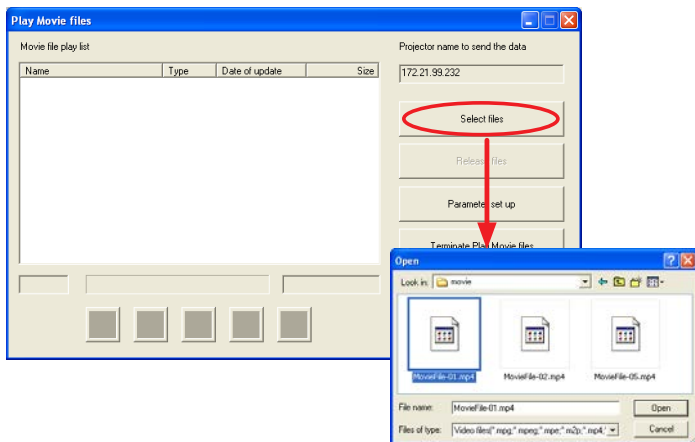 Play Movie files
Movie file play list
Projector name to send the data
Name Type Date of update Size
172.21.99.232
Select files
Release files
Parameter set up
Terminate Play Movie files
Open
Look in: movie
MovieFile-01.mp4 MovieFile-02.mp4 MovieFile-05.mp4
File name: MovieFile-01.mp4 Open
Files of type: Video files(*.mpg;*.mpeg;*.mpe;*.m2p;*.mp4;* Cancel